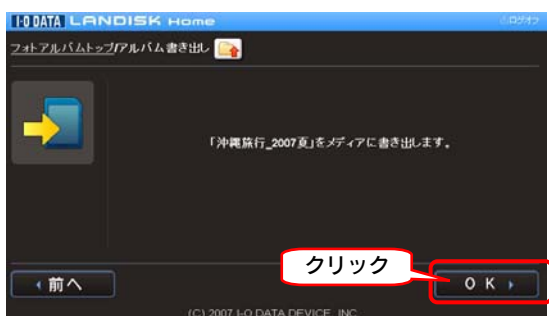 I-O DATA LANDISK Home
ログオフ
フォトアルバムトップ/アルバム書き出し
「沖縄旅行_2007夏」をメディアに書き出します。
クリック
前へ
OK
(C) 2007 I-O DATA DEVICE, INC.